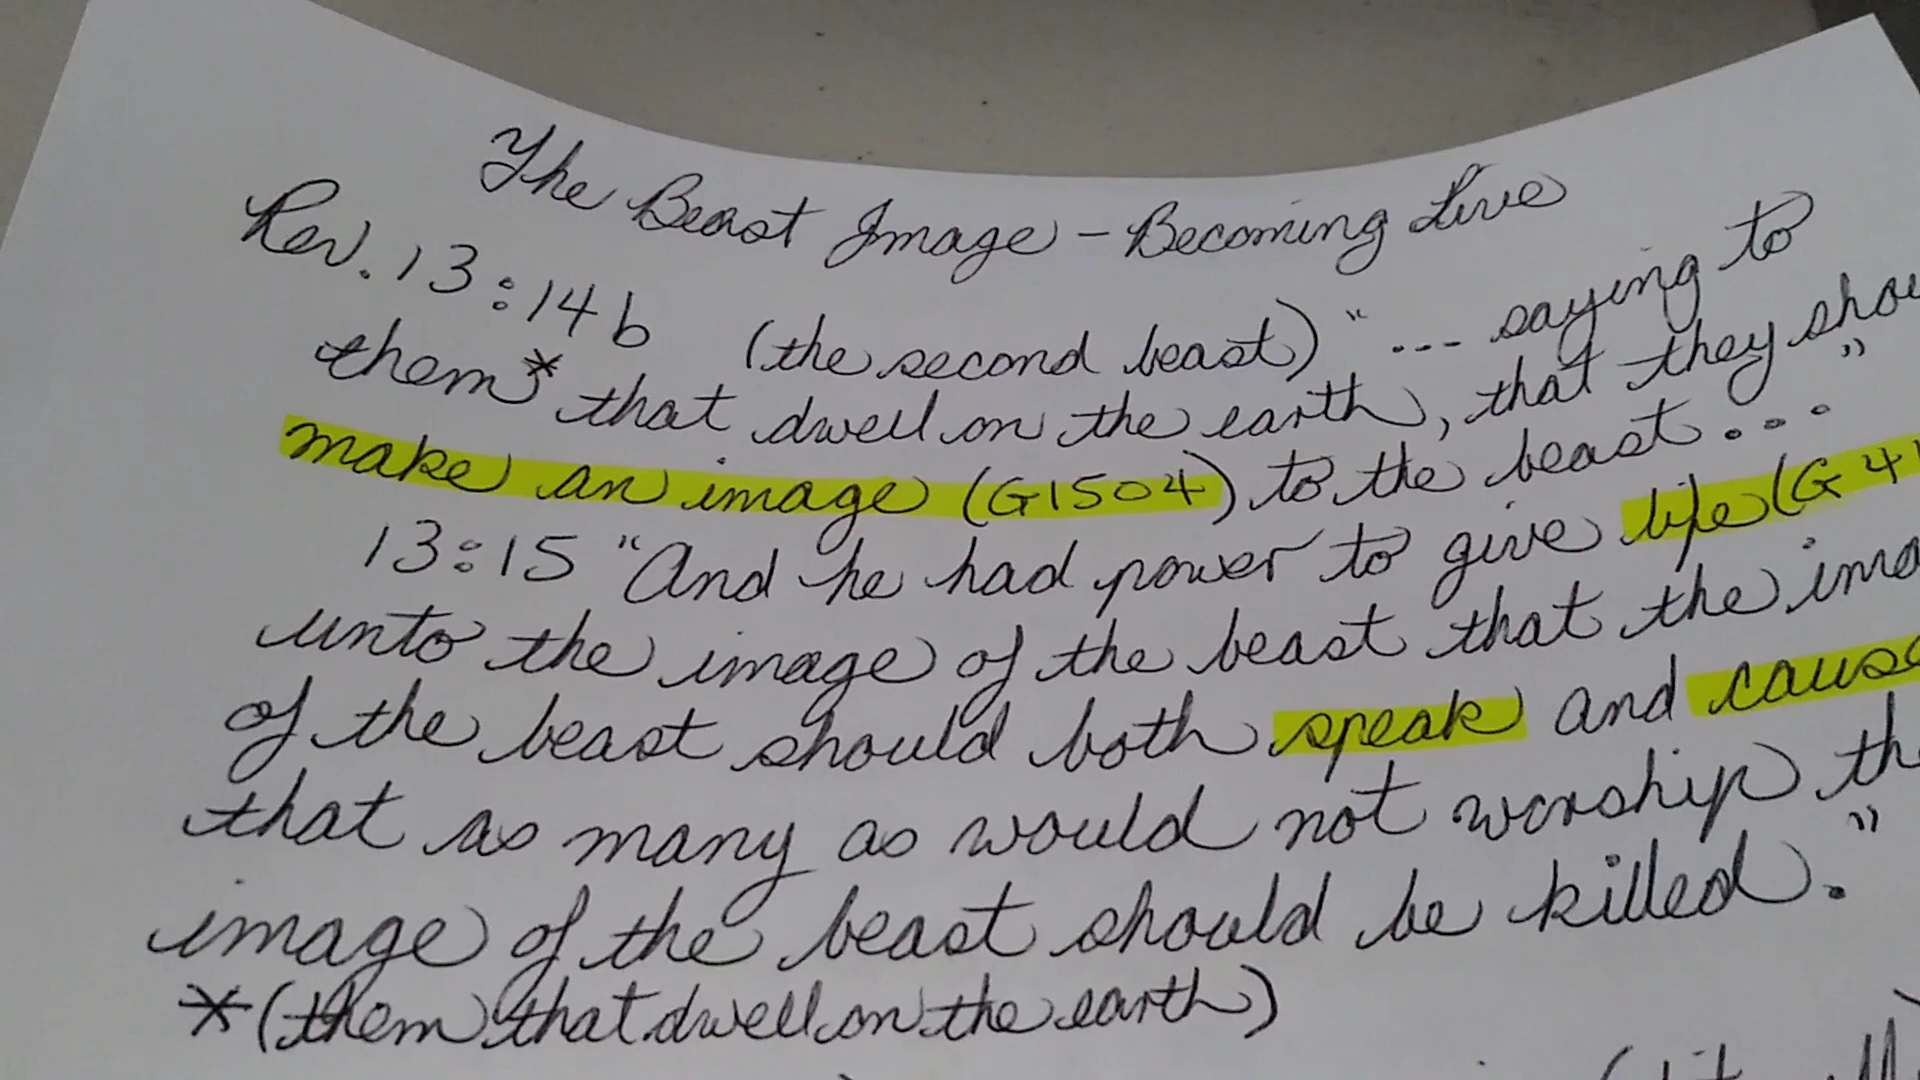 The Beast Image - Becoming Live
Rev. 13:14b (the second beast) "... saying to
them* that dwell on the earth, that they shou
make an image (G1504) to the beast..."
13:15 "And he had power to give life (G4
unto the image of the beast that the ima
of the beast should both speak and cause
that as many as would not worship th
image of the beast should be killed."
*(them that dwell on the earth)